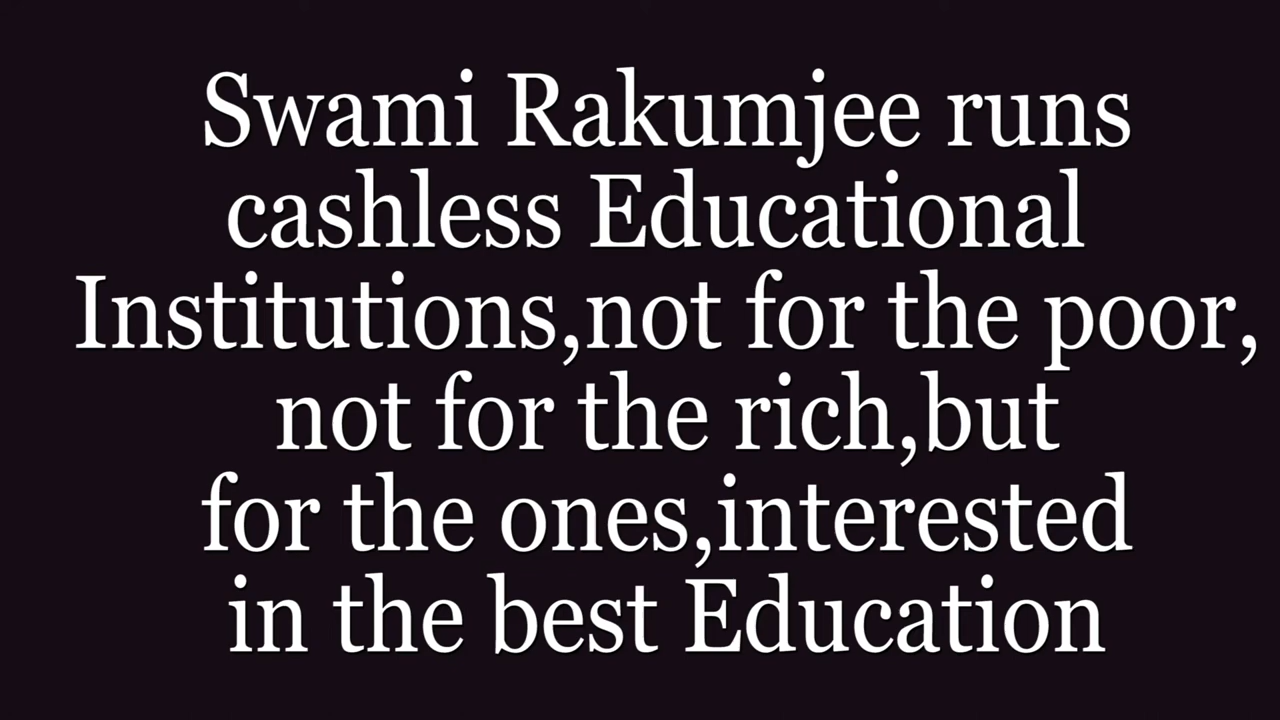 Swami Rakumjee runs
cashless Educational
Institutions,not for the poor,
not for the rich,but
for the ones,interested
in the best Education